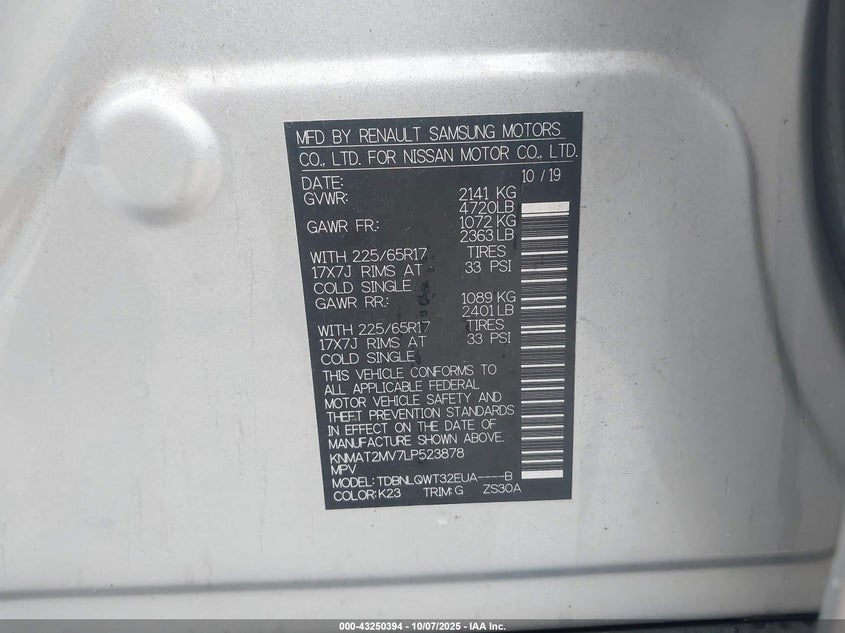 MFD BY RENAULT SAMSUNG MOTORS
CO., LTD. FOR NISSAN MOTOR CO., LTD.
DATE: 10 / 19
GVWR: 2141 KG
4720LB
GAWR FR.: 1072 KG
2363 LB
WITH 225/65R17 TIRES
17X7J RIMS AT 33 PSI
COLD SINGLE
GAWR RR.: 1089 KG
2401 LB
WITH 225/65R17 TIRES
17X7J RIMS AT 33 PSI
COLD SINGLE
THIS VEHICLE CONFORMS TO
ALL APPLICABLE FEDERAL
MOTOR VEHICLE SAFETY AND
THEFT PREVENTION STANDARDS
IN EFFECT ON THE DATE OF
MANUFACTURE SHOWN ABOVE.
KNMAT2MV7LP523878
MPV
MODEL: TDBNLQWT32EUA----B
COLOR: K23 TRIM: G ZS30A
000-43250394 - 10/07/2025 - IAA Inc.